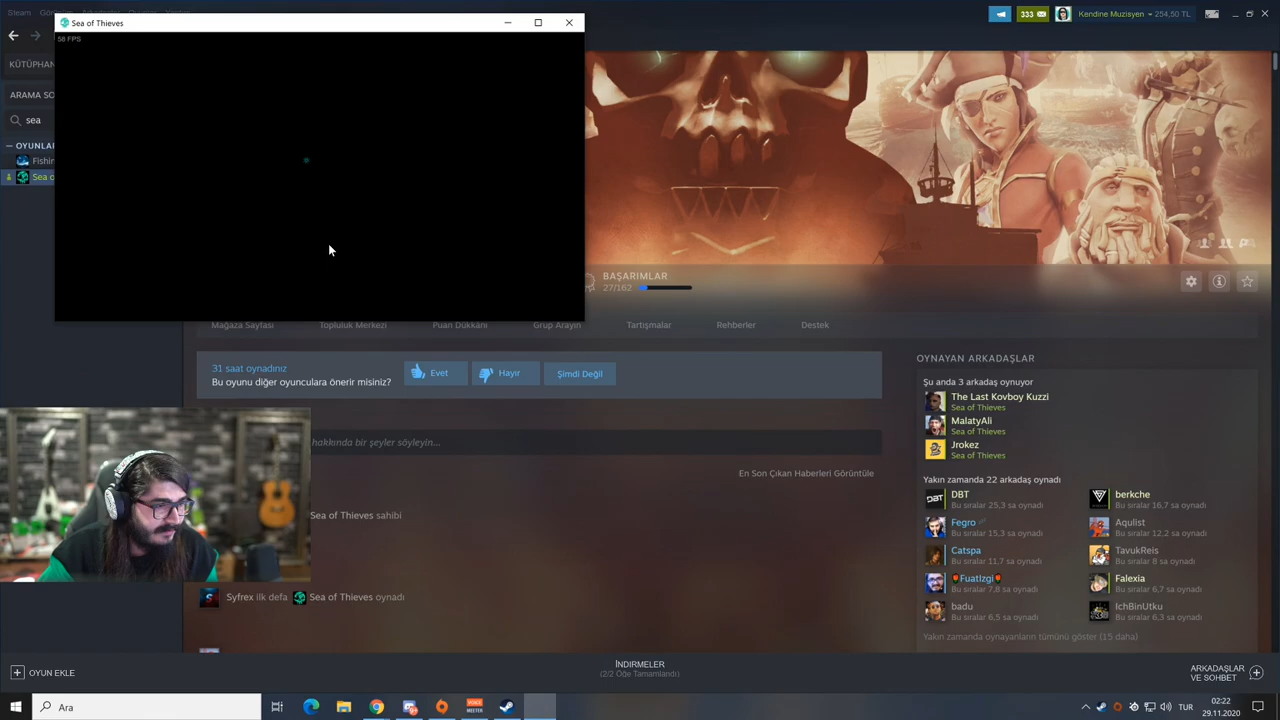 Steam
333
Kendine Muzisyen
254,50 TL
Sea of Thieves
58 FPS
KÜTÜPHAN
ARAMA SO
sea
OYUNLA
Fishin
Sea o
BAŞARIMLAR
27/162
Mağaza Sayfası
Topluluk Merkezi
Puan Dükkânı
Grup Arayın
Tartışmalar
Rehberler
Destek
31 saat oynadınız
Bu oyunu diğer oyunculara önerir misiniz?
Evet
Hayır
Şimdi Değil
hakkında bir şeyler söyleyin...
En Son Çıkan Haberleri Görüntüle
Sea of Thieves sahibi
Syfrex ilk defa Sea of Thieves oynadı
OYNAYAN ARKADAŞLAR
Şu anda 3 arkadaş oynuyor
The Last Kovboy Kuzzi
Sea of Thieves
MalatyAli
Sea of Thieves
Jrokez
Sea of Thieves
Yakın zamanda 22 arkadaş oynadı
DBT
Bu sıralar 25,3 sa oynadı
berkche
Bu sıralar 16,7 sa oynadı
Fegro
Bu sıralar 15,3 sa oynadı
Aqulist
Bu sıralar 12,2 sa oynadı
Catspa
Bu sıralar 11,7 sa oynadı
TavukReis
Bu sıralar 8 sa oynadı
FuatIzgi
Bu sıralar 7,8 sa oynadı
Falexia
Bu sıralar 6,7 sa oynadı
badu
Bu sıralar 6,5 sa oynadı
IchBinUtku
Bu sıralar 6,3 sa oynadı
Yakın zamanda oynayanların tümünü göster (15 daha)
OYUN EKLE
İNDİRMELER
(2/2 Öğe Tamamlandı)
ARKADAŞLAR
VE SOHBET
Ara
TUR
02:22
29.11.2020